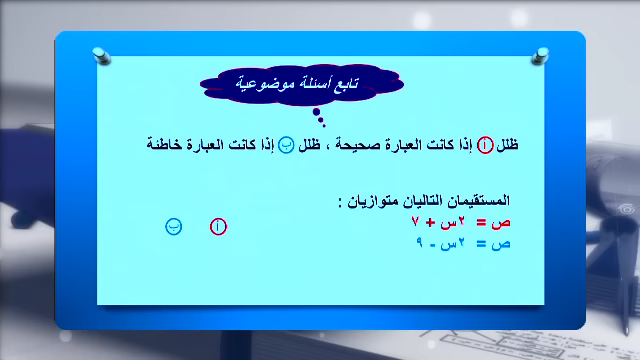 تابع أسئلة موضوعية
ظلل أ إذا كانت العبارة صحيحة ، ظلل ب إذا كانت العبارة خاطئة
المستقيمان التاليان متوازيان :
ص = ٢س + ٧
أ ب
ص = ٢س - ٩